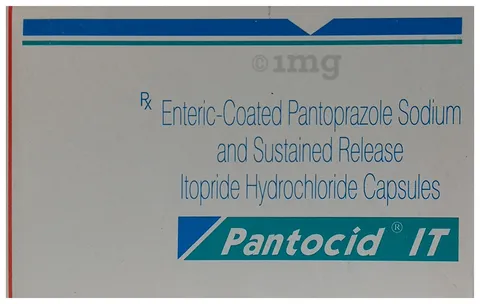 ©1mg
℞ Enteric-Coated Pantoprazole Sodium
and Sustained Release
Itopride Hydrochloride Capsules
Pantocid® IT